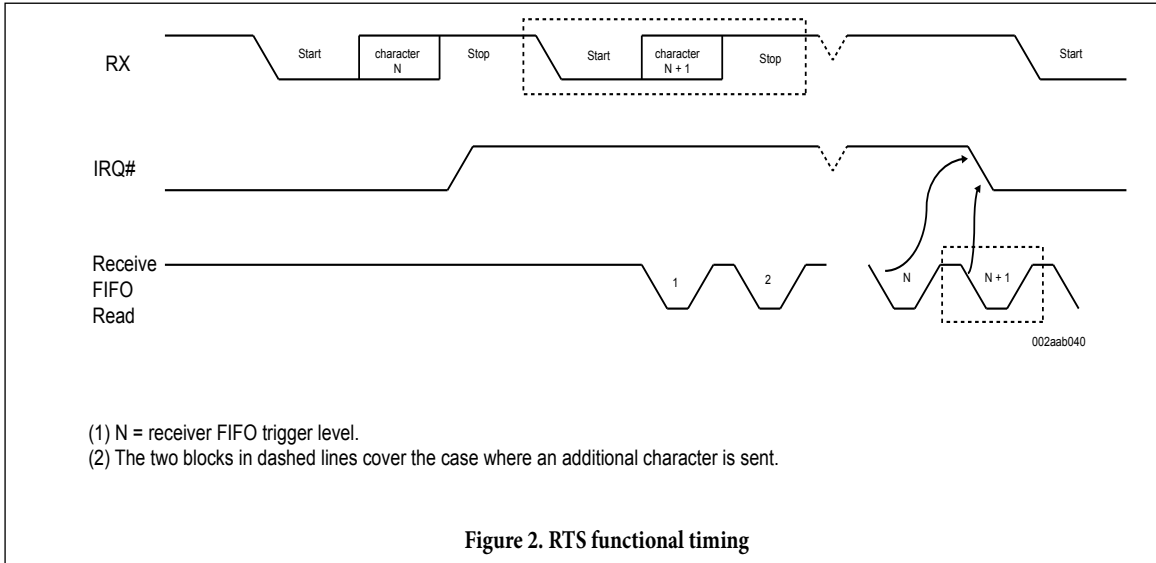 RX
Start
character
N
Stop
Start
character
N + 1
Stop
Start
IRQ#
Receive
FIFO
Read
1
2
N
N + 1
002aab040
(1) N = receiver FIFO trigger level.
(2) The two blocks in dashed lines cover the case where an additional character is sent.
Figure 2. RTS functional timing